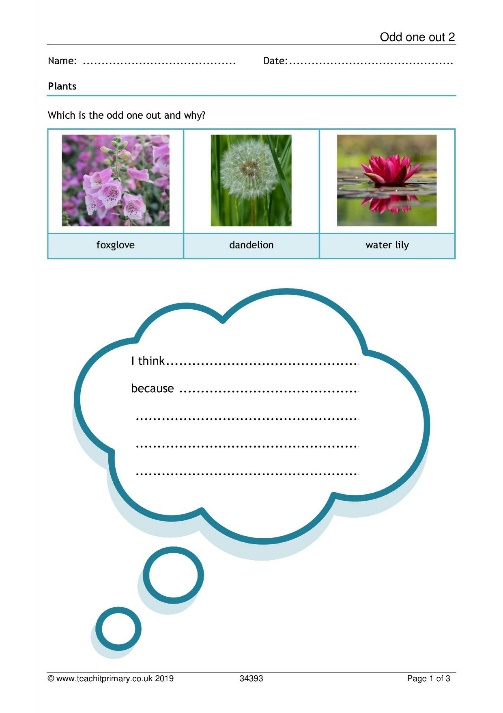 Odd one out 2
Name: ......................................... Date:............................................
Plants
Which is the odd one out and why?
foxglove dandelion water lily
I think....................................................
because ................................................
............................................................
............................................................
............................................................
© www.teachitprimary.co.uk 2019 34393 Page 1 of 3